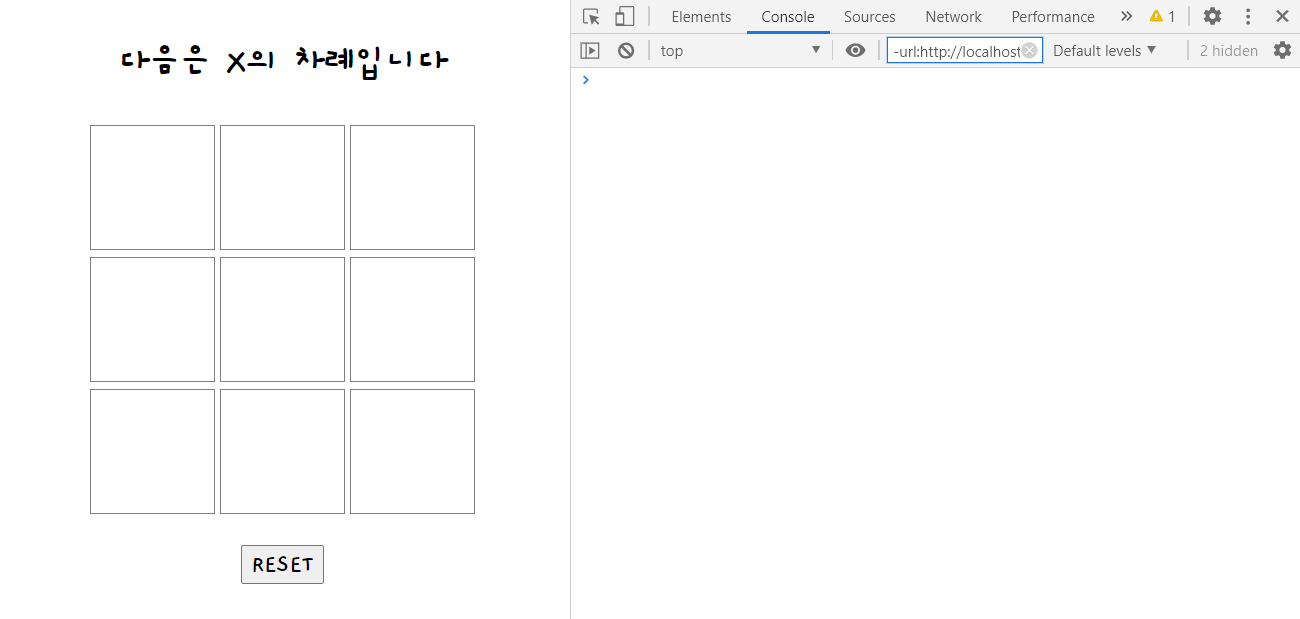 다음은 X의 차례입니다
RESET
Elements Console Sources Network Performance 1
top -url:http://localhost Default levels 2 hidden